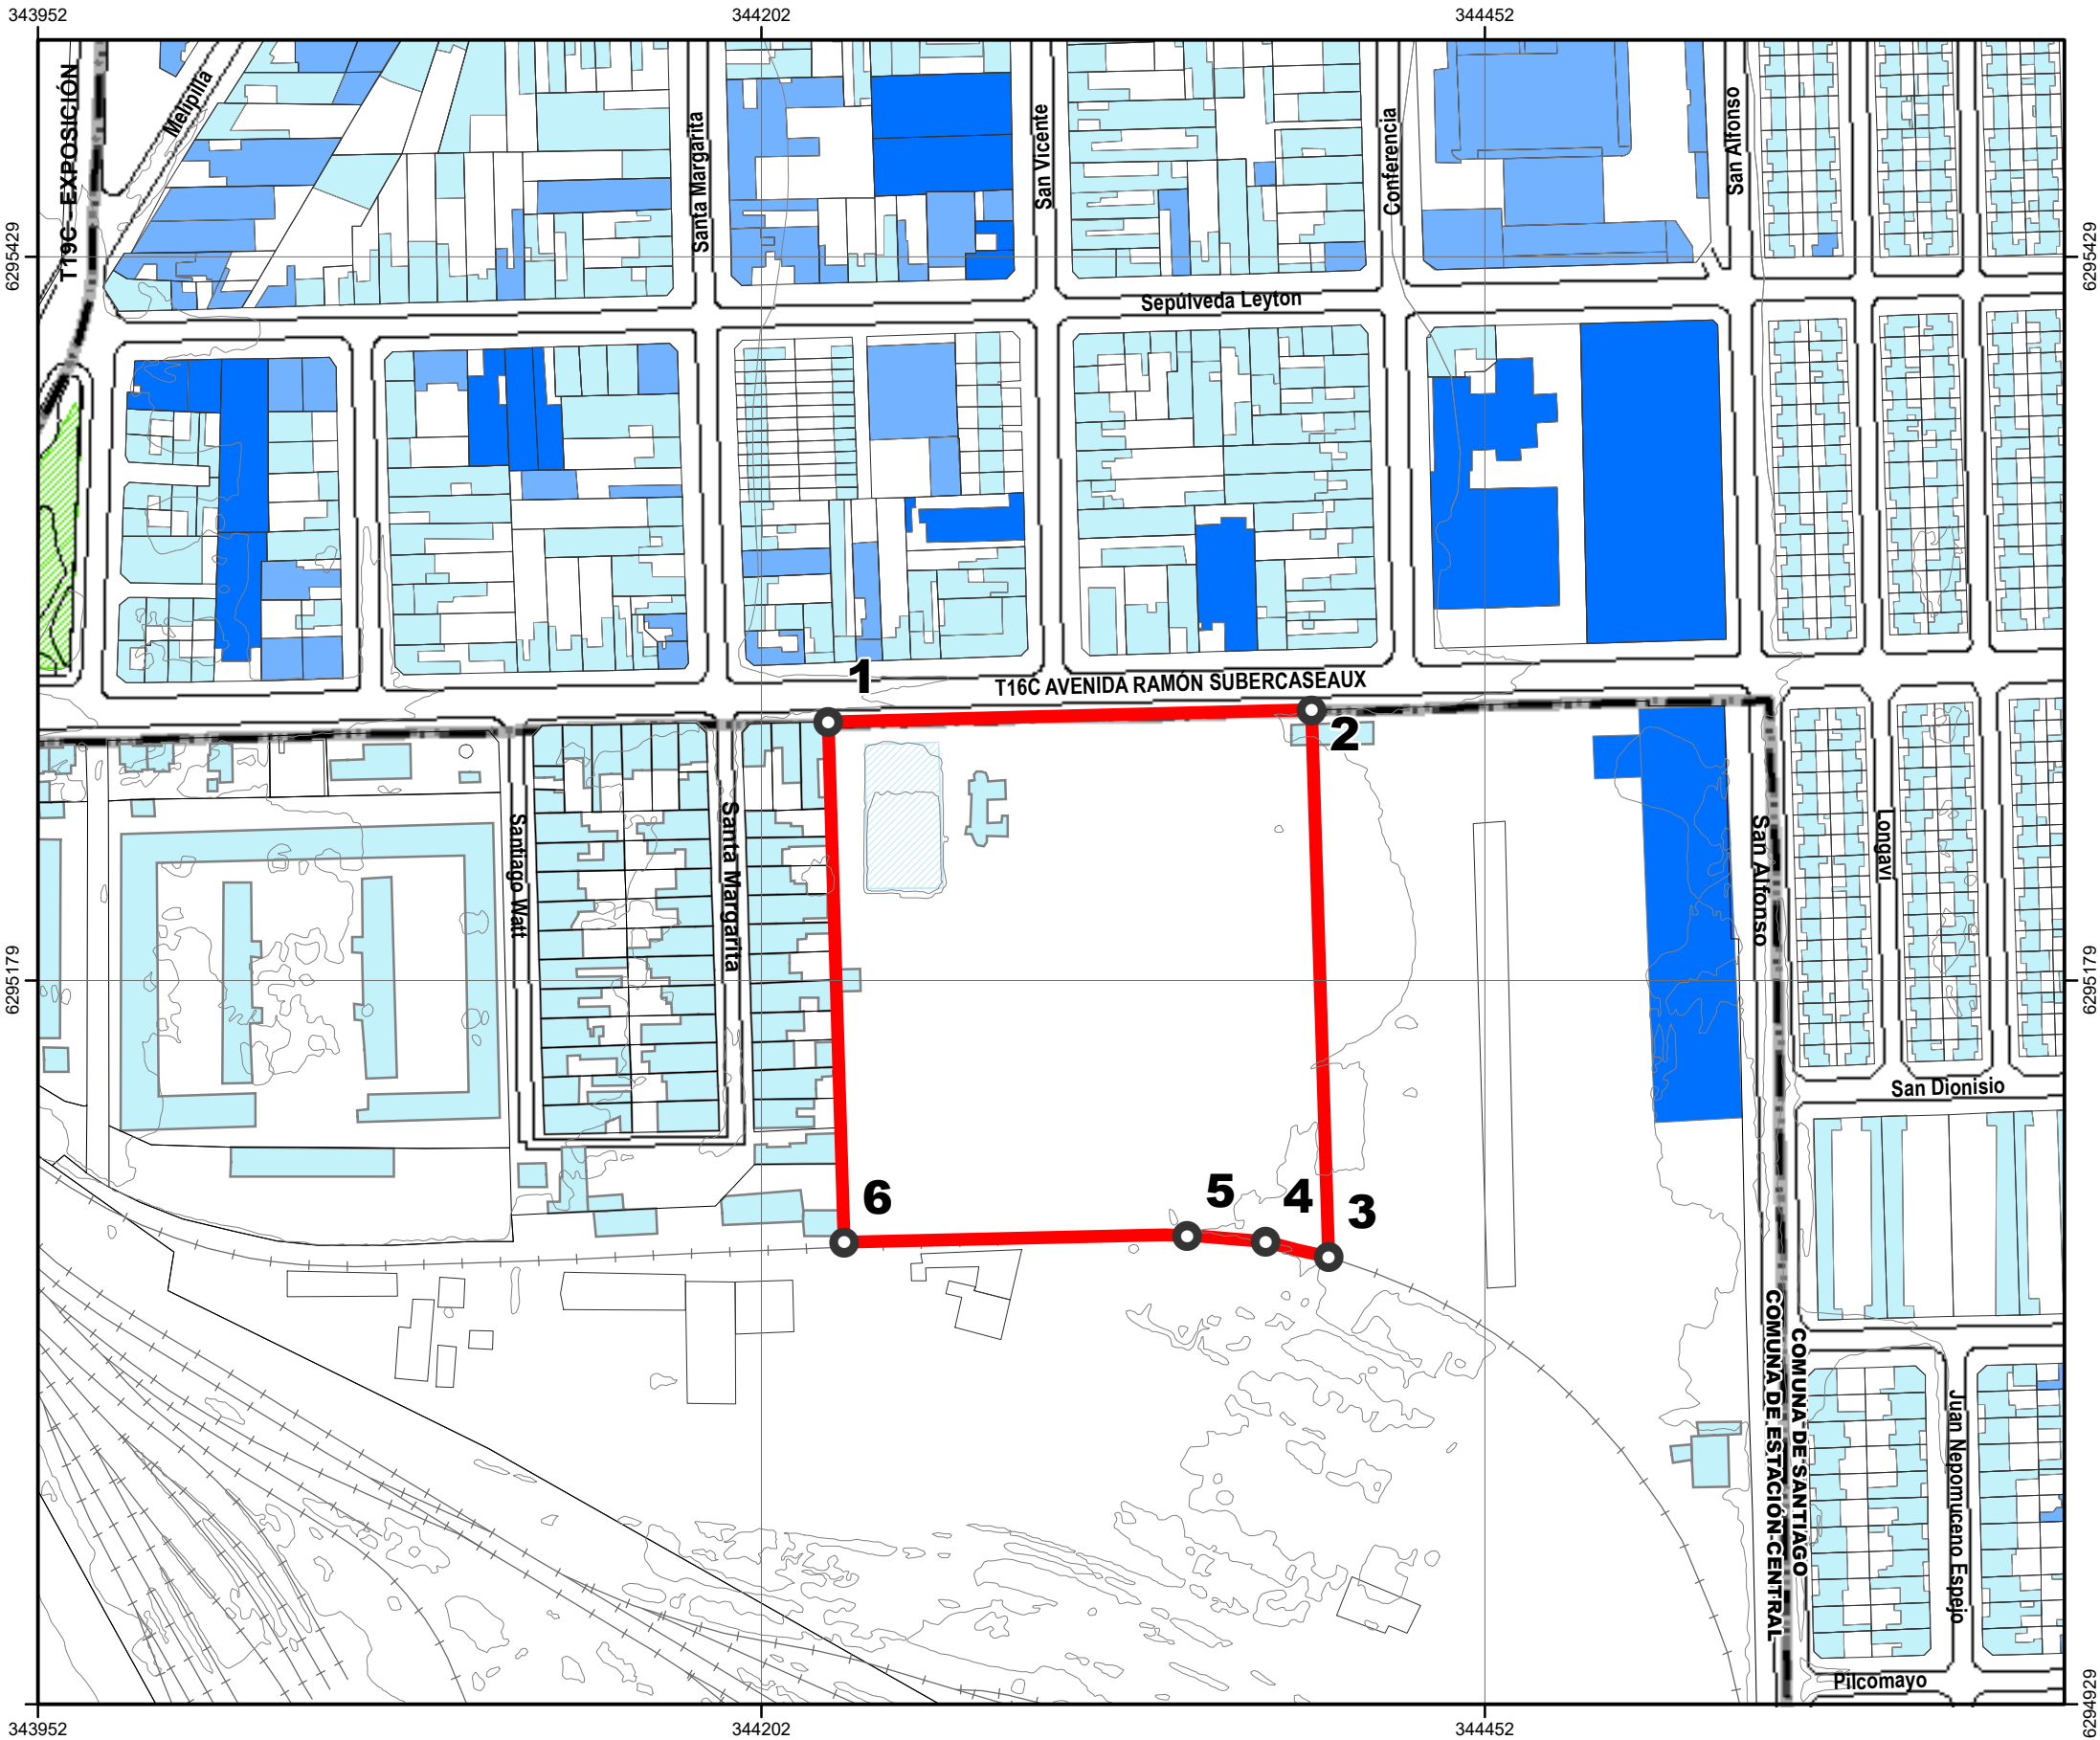 343952
344202
344452
T19C - EXPOSICIÓN
Melipilla
Santa Margarita
San Vicente
Conferencia
San Alfonso
6295429
6295429
Sepúlveda Leyton
1
T16C AVENIDA RAMÓN SUBERCASEAUX
2
Santiago Watt
Santa Margarita
San Alfonso
Longaví
6295179
6295179
San Dionisio
6
5
4
3
COMUNA DE ESTACIÓN CENTRAL
COMUNA DE SANTIAGO
Juan Nepomuceno Espejo
Pilcomayo
6294929
343952
344202
344452